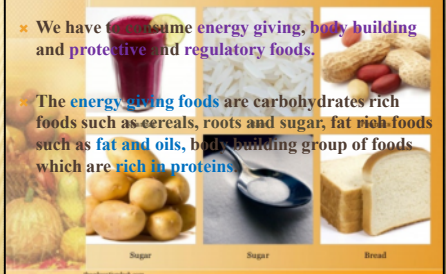 We have to consume energy giving, body building
and protective and regulatory foods.
The energy giving foods are carbohydrates rich
foods such as cereals, roots and sugar, fat rich foods
such as fat and oils, body building group of foods
which are rich in proteins.
Sugar
Sugar
Bread